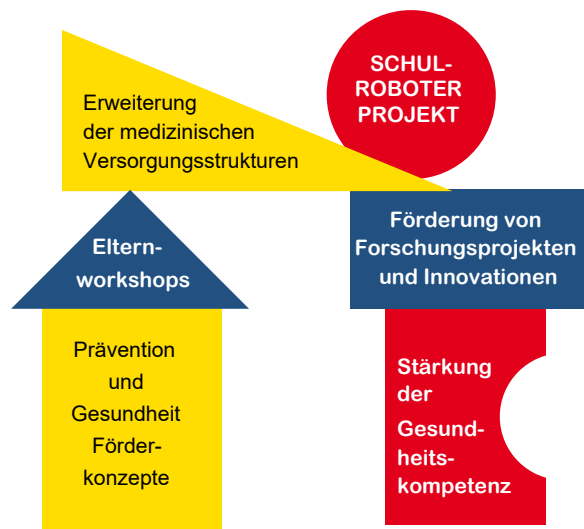 SCHUL-
ROBOTER
PROJEKT
Erweiterung
der medizinischen
Versorgungsstrukturen
Eltern-
workshops
Förderung von
Forschungsprojekten
und Innovationen
Prävention
und
Gesundheit
Förder-
konzepte
Stärkung
der
Gesund-
heits-
kompetenz